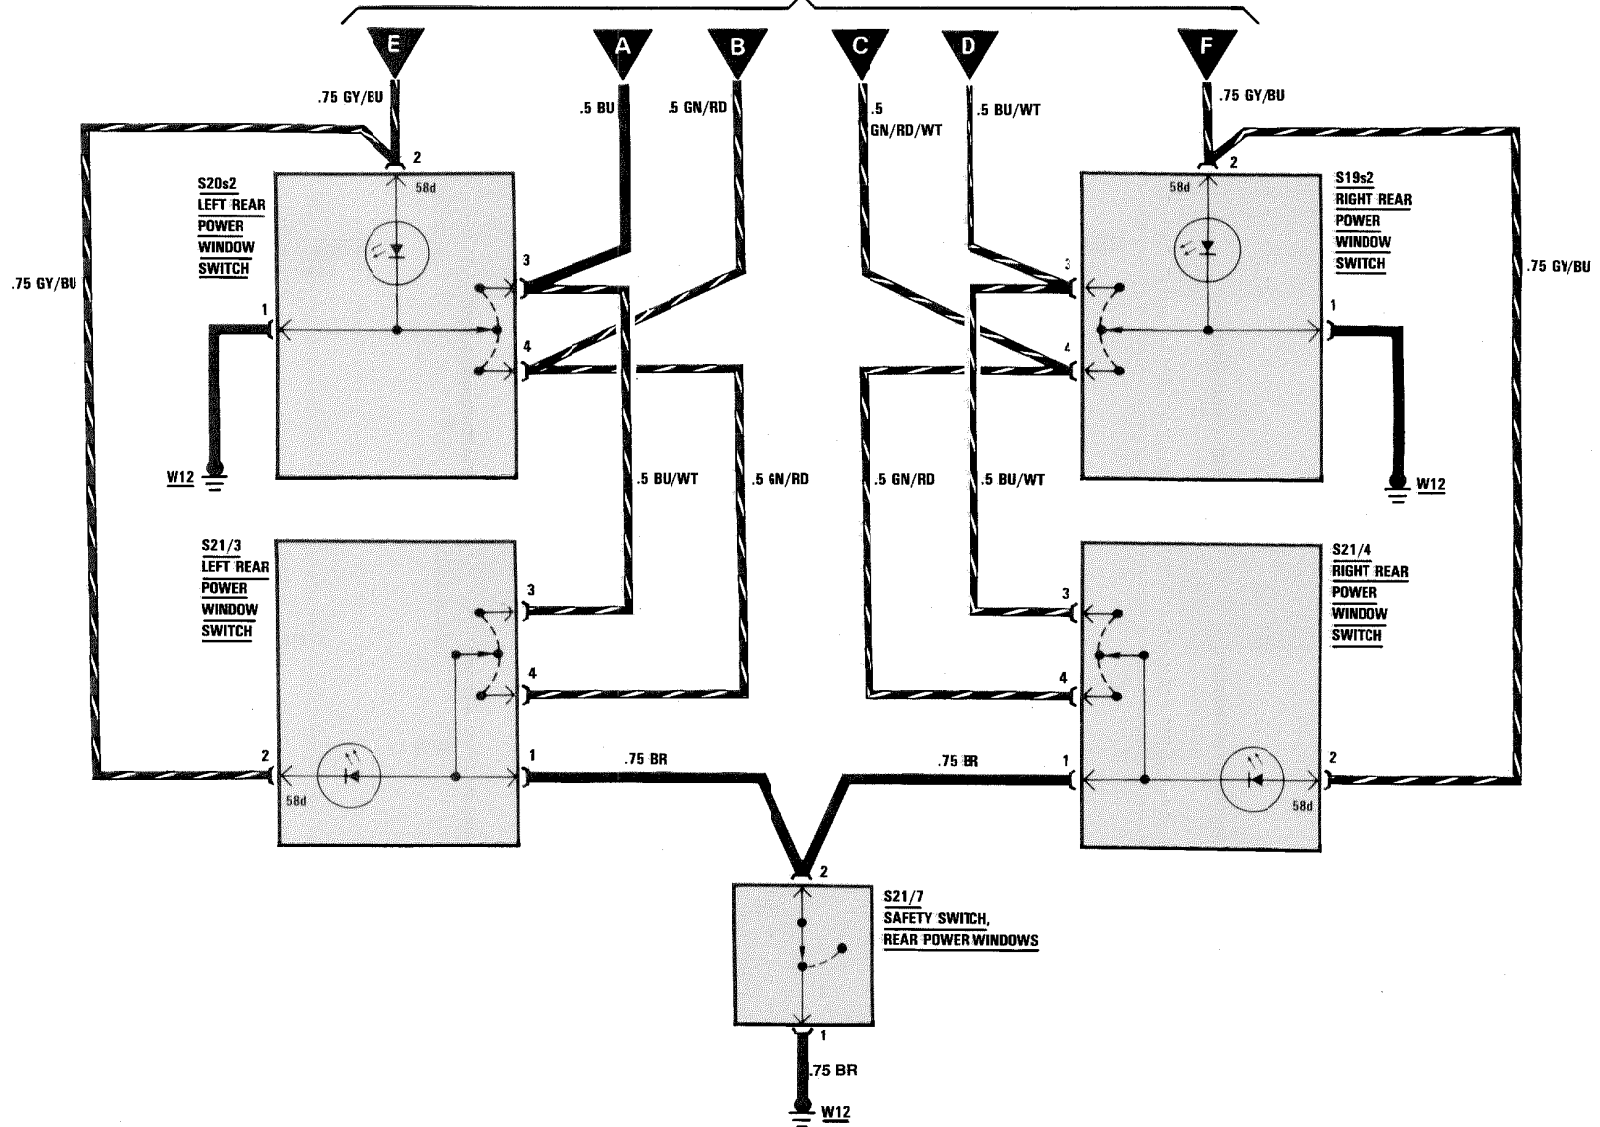 E
A
B
C
D
F
.75 GY/BU
.5 BU
.5 GN/RD
.5
GN/RD/WT
.5 BU/WT
.75 GY/BU
2
58d
S20s2
LEFT REAR
POWER
WINDOW
SWITCH
3
1
4
W12
.75 GY/BU
2
58d
S19s2
RIGHT REAR
POWER
WINDOW
SWITCH
3
1
4
W12
.75 GY/BU
.5 BU/WT
.5 GN/RD
.5 GN/RD
.5 BU/WT
S21/3
LEFT REAR
POWER
WINDOW
SWITCH
3
4
2
1
58d
.75 BR
S21/4
RIGHT REAR
POWER
WINDOW
SWITCH
3
4
1
2
58d
.75 BR
2
S21/7
SAFETY SWITCH,
REAR POWER WINDOWS
1
.75 BR
W12